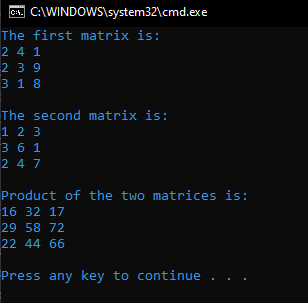 C:\WINDOWS\system32\cmd.exe
The first matrix is:
2 4 1
2 3 9
3 1 8
The second matrix is:
1 2 3
3 6 1
2 4 7
Product of the two matrices is:
16 32 17
29 58 72
22 44 66
Press any key to continue . . .